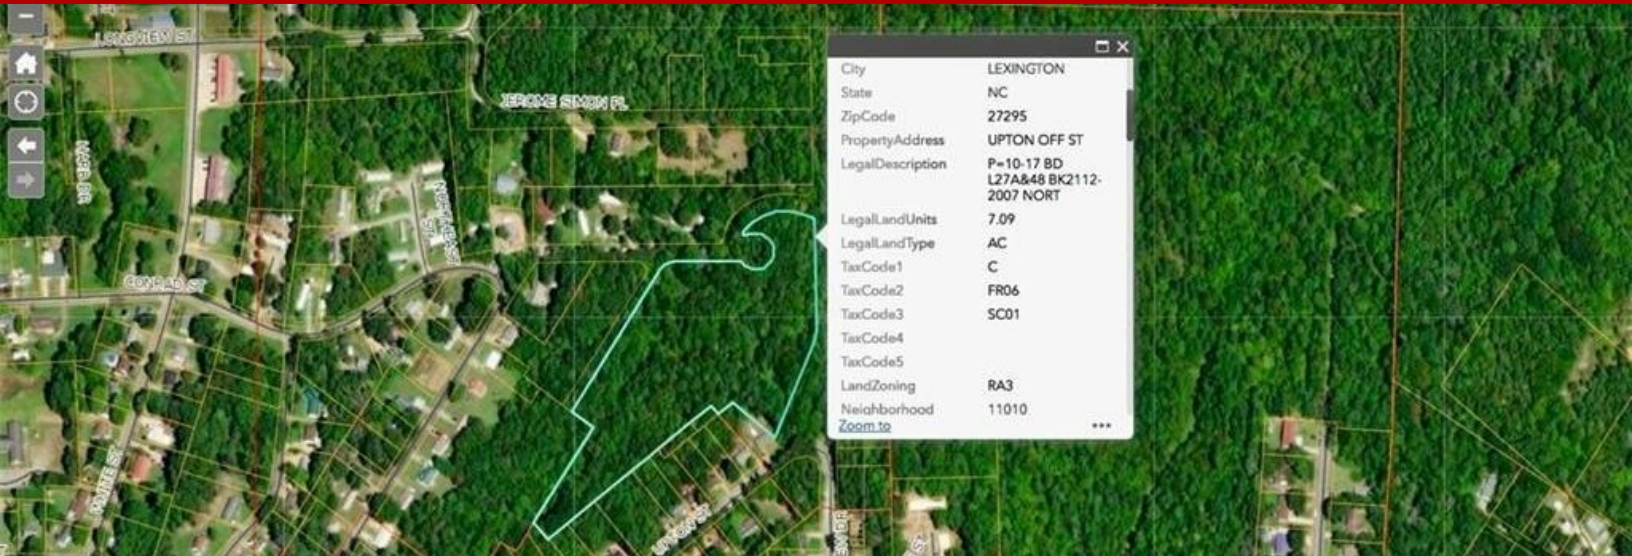 LONGVIEW ST
JEROME SIMON PL
CONRAD ST
WHITE ST
UPTON ST
City LEXINGTON
State NC
ZipCode 27295
PropertyAddress UPTON OFF ST
LegalDescription P=10-17 BD
L27A&48 BK2112-
2007 NORT
LegalLandUnits 7.09
LegalLandType AC
TaxCode1 C
TaxCode2 FR06
TaxCode3 SC01
TaxCode4
TaxCode5
LandZoning RA3
Neighborhood 11010
Zoom to